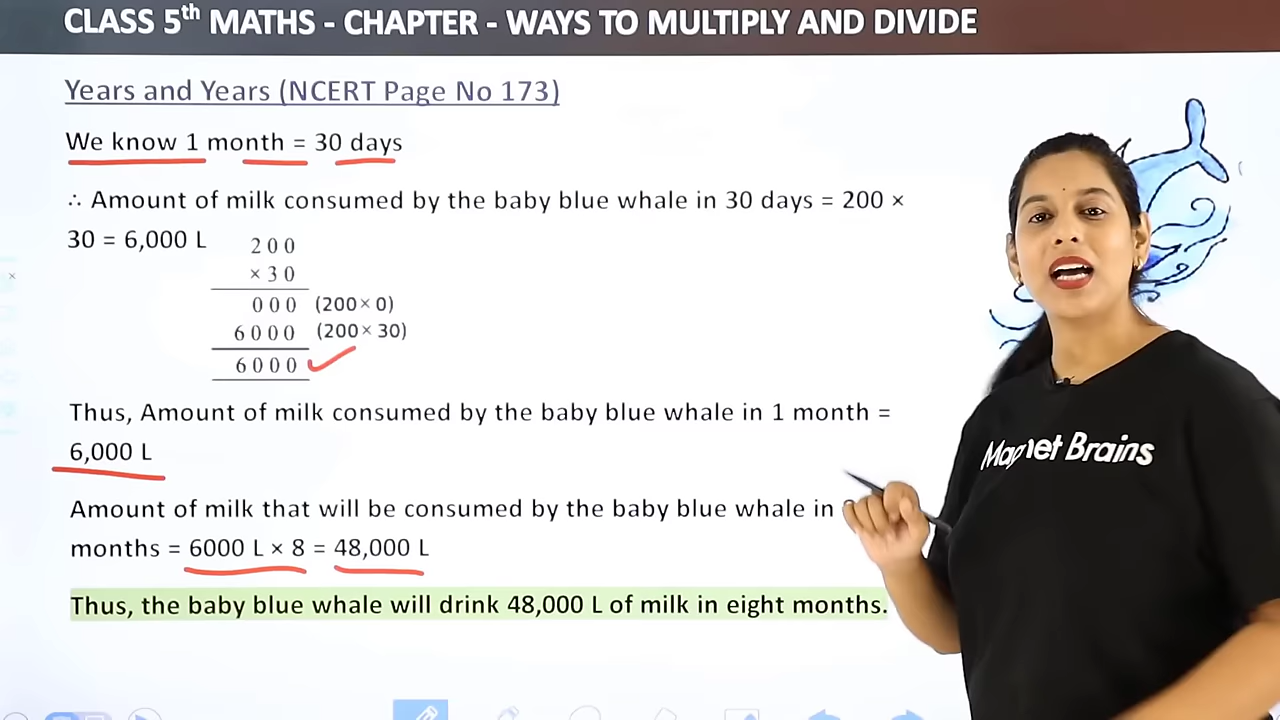 CLASS 5th MATHS - CHAPTER - WAYS TO MULTIPLY AND DIVIDE
Years and Years (NCERT Page No 173)
We know 1 month = 30 days
∴ Amount of milk consumed by the baby blue whale in 30 days = 200 ×
30 = 6,000 L
200
×30
000 (200× 0)
6000 (200× 30)
6000
Thus, Amount of milk consumed by the baby blue whale in 1 month =
6,000 L
Amount of milk that will be consumed by the baby blue whale in
months = 6000 L × 8 = 48,000 L
Thus, the baby blue whale will drink 48,000 L of milk in eight months.
Magnet Brains